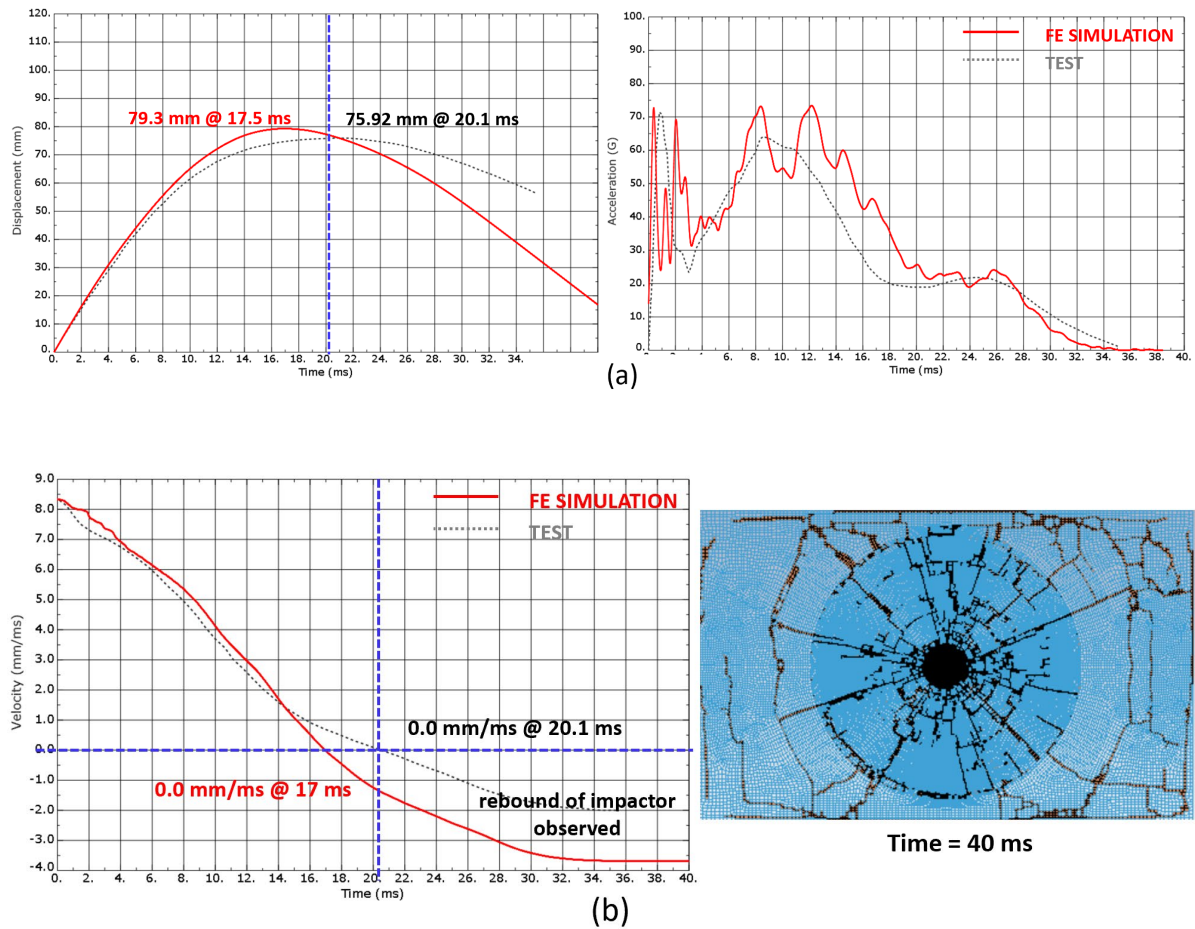 120.
110.
100.
90.
80.
70.
60.
50.
40.
30.
20.
10.
0.
Displacement (mm)
79.3 mm @ 17.5 ms
75.92 mm @ 20.1 ms
0. 2. 4. 6. 8. 10. 12. 14. 16. 18. 20. 22. 24. 26. 28. 30. 32. 34.
Time (ms)
100.
90.
80.
70.
60.
50.
40.
30.
20.
10.
0.
Acceleration (G)
FE SIMULATION
TEST
2. 4. 6. 8. 10. 12. 14. 16. 18. 20. 22. 24. 26. 28. 30. 32. 34. 36. 38. 40.
Time (ms)
(a)
9.0
8.0
7.0
6.0
5.0
4.0
3.0
2.0
1.0
0.0
-1.0
-2.0
-3.0
-4.0
Velocity (mm/ms)
FE SIMULATION
TEST
0.0 mm/ms @ 20.1 ms
0.0 mm/ms @ 17 ms
rebound of impactor
observed
0. 2. 4. 6. 8. 10. 12. 14. 16. 18. 20. 22. 24. 26. 28. 30. 32. 34. 36. 38. 40.
Time (ms)
Time = 40 ms
(b)